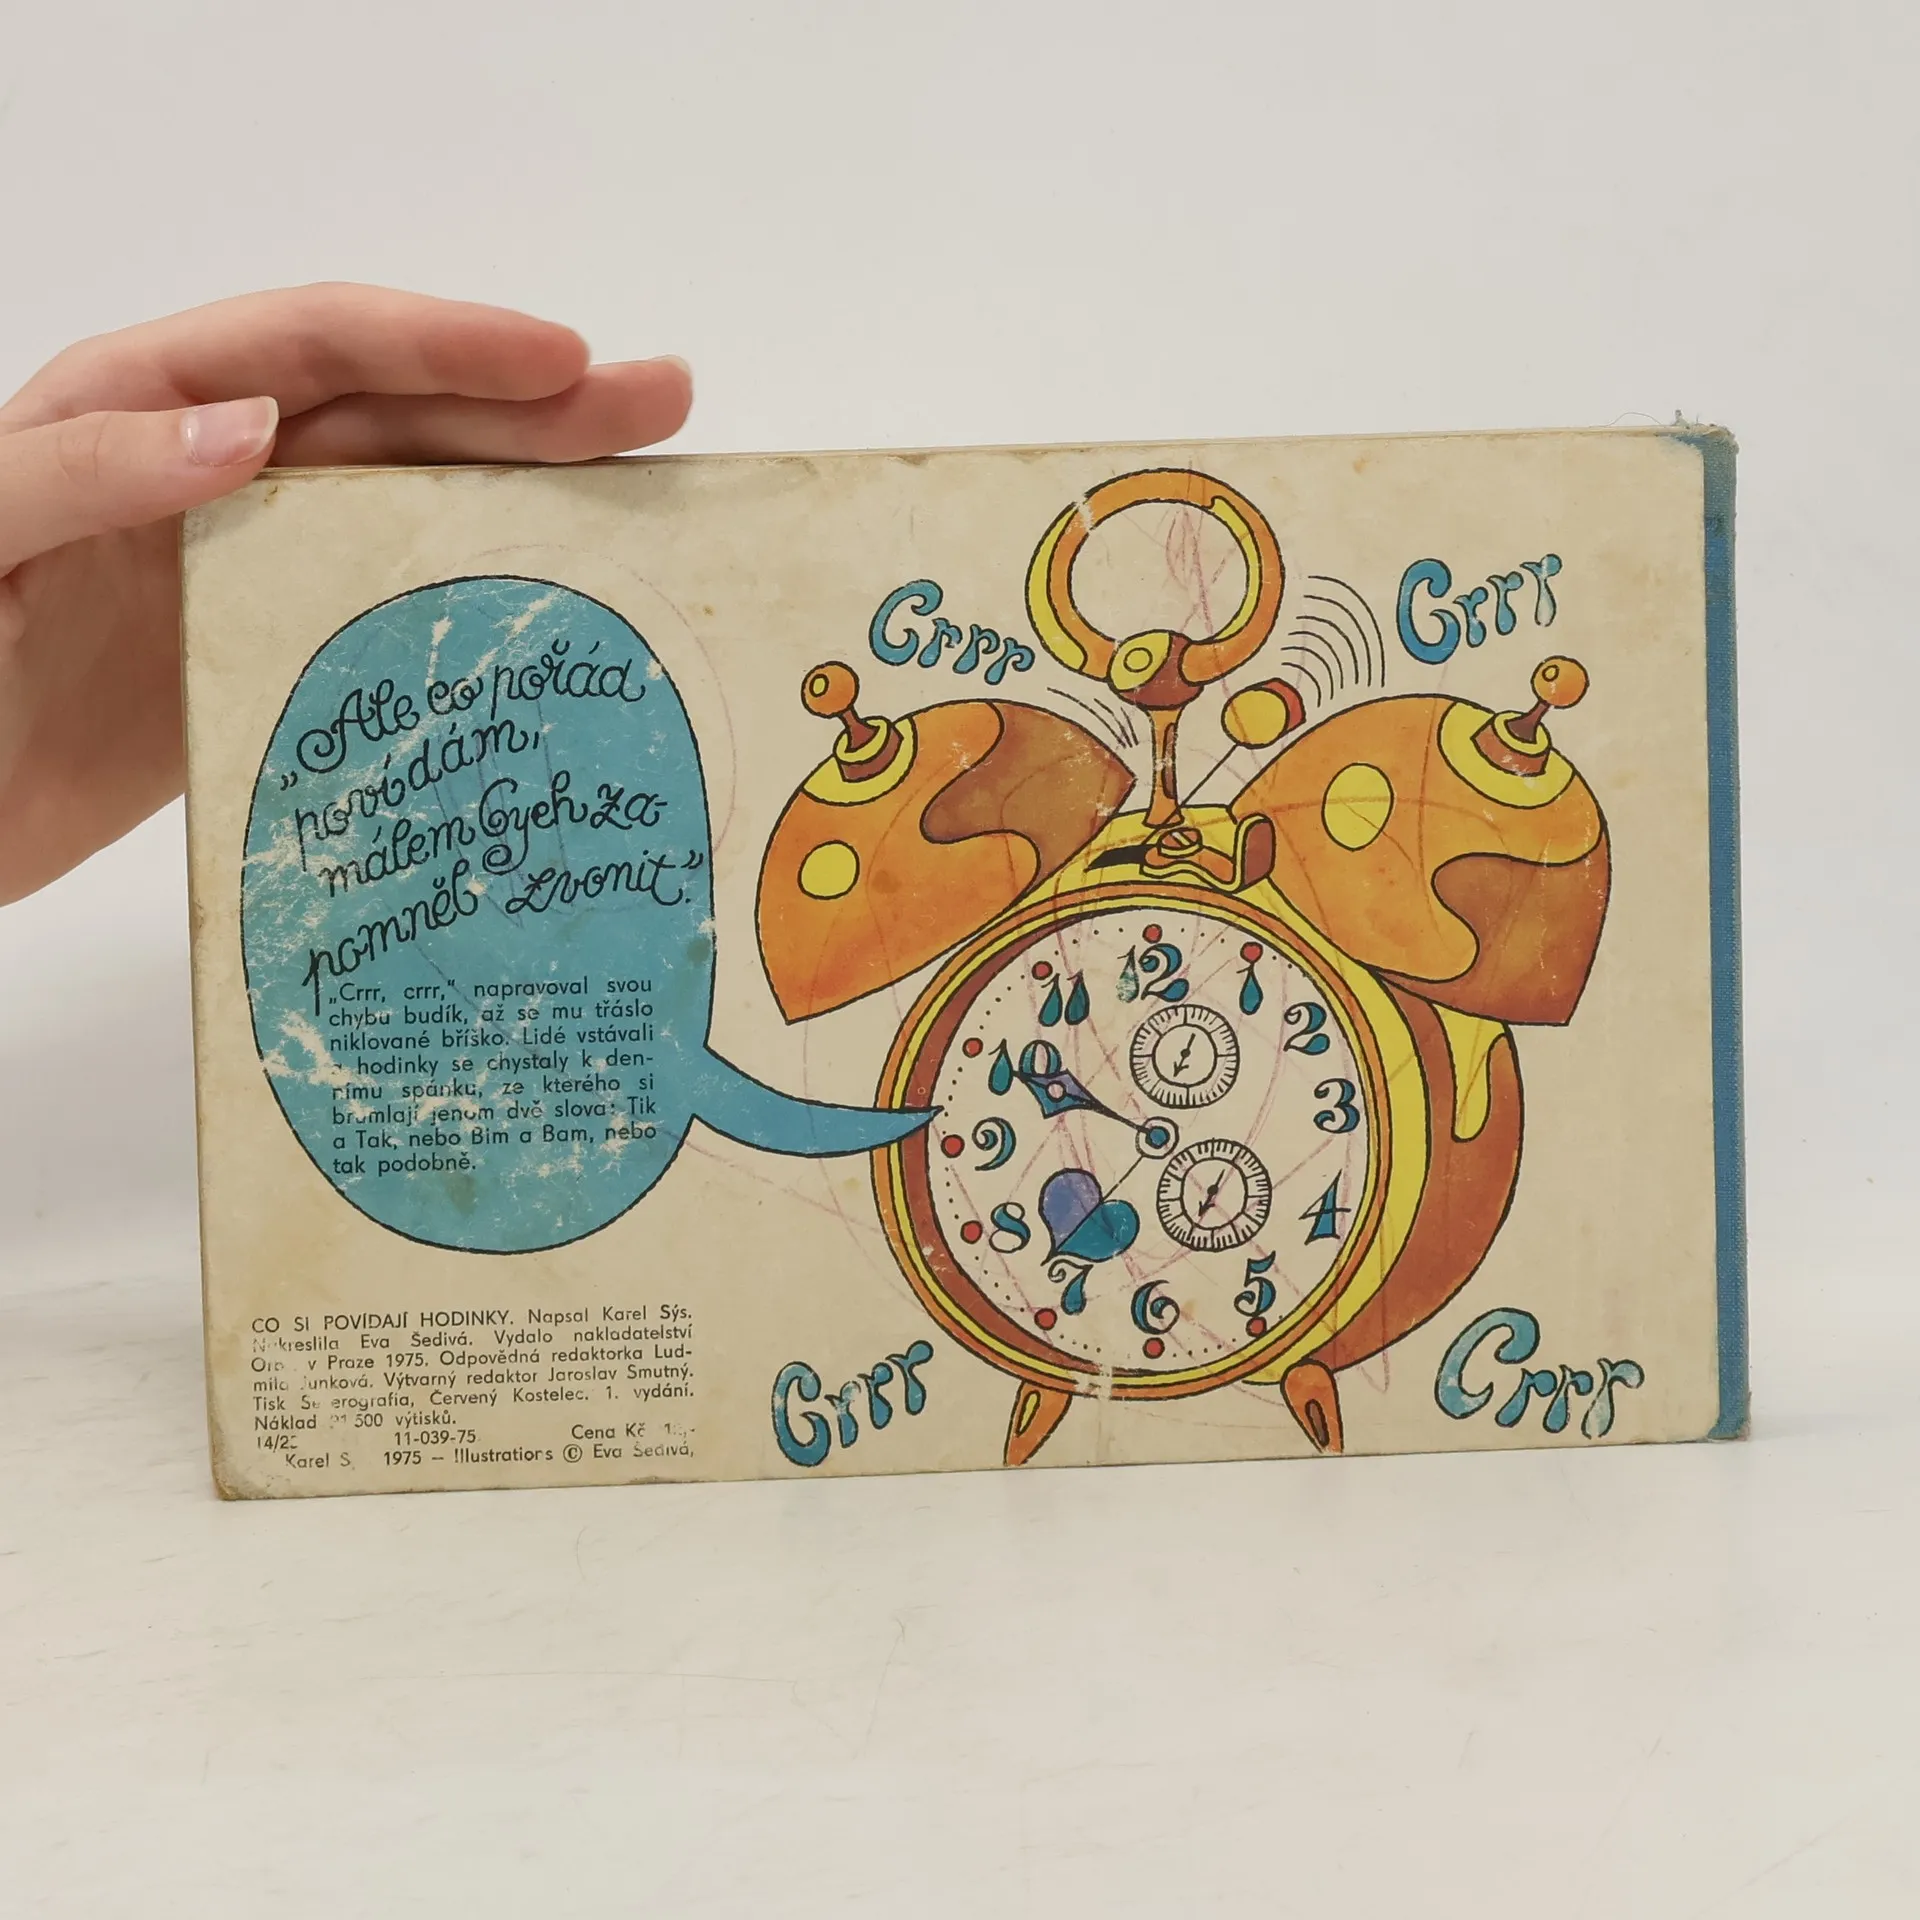 „Ale co pořád
povídám,
málem bych za-
pomněl zvonit.”
„Crrr, crrr,“ napravoval svou
chybu budík, až se mu třáslo
niklované bříško. Lidé vstávali
a hodinky se chystaly k den-
nímu spánku, ze kterého si
brumlají jenom dvě slova: Tik
a Tak, nebo Bim a Bam, nebo
tak podobně.
CO SI POVÍDAJÍ HODINKY. Napsal Karel Sýs.
Nakreslila Eva Šedivá. Vydalo nakladatelství
v Praze 1975. Odpovědná redaktorka Lud-
mila Junková. Výtvarný redaktor Jaroslav Smutný.
Tisk Severografia, Červený Kostelec. 1. vydání.
Náklad 500 výtisků.
11-039-75 Cena Kčs
Karel 1975 – Illustrations © Eva Šedivá,
Crrr
Crrr
12
1
2
3
4
5
6
7
8
9
10
11
Crrr
Crrr